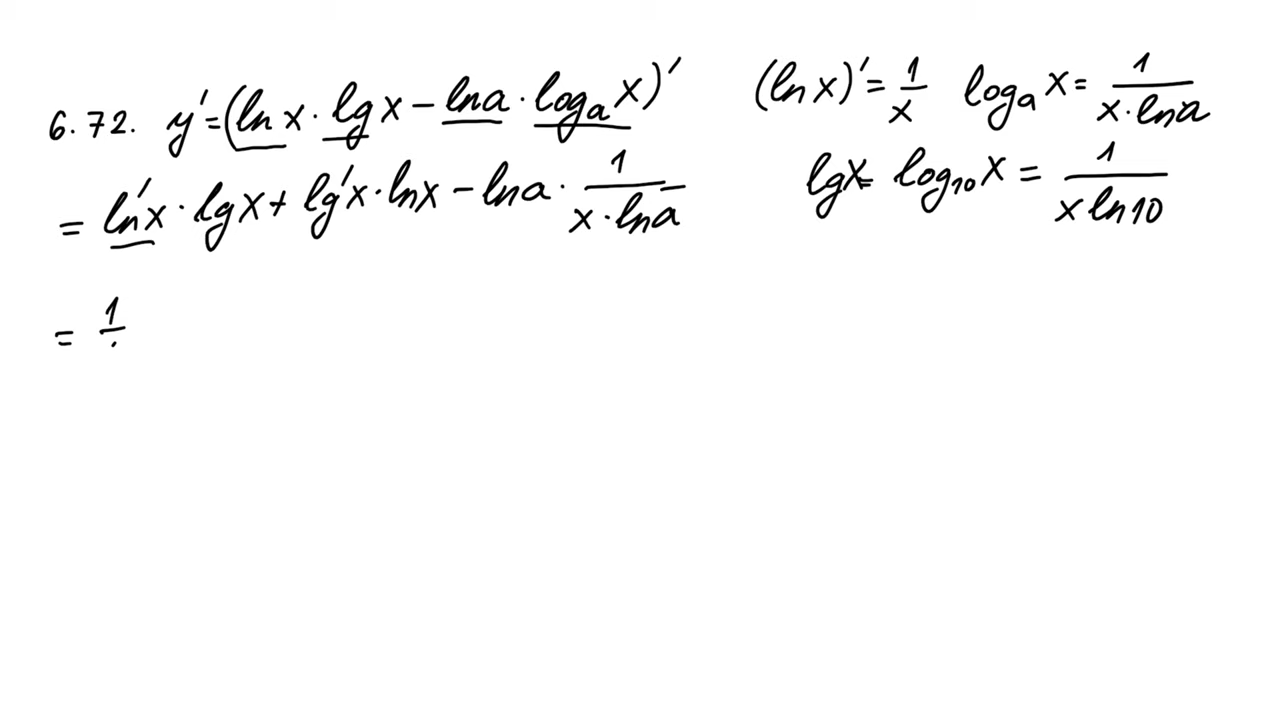 6.72. y' = (ln x · lg x − ln a · log_a x)'
(ln x)' = 1/x log_a x = 1/(x · ln a)
= ln'x · lg x + lg'x · ln x − ln a · 1/(x · ln a)
lg x = log_10 x = 1/(x ln 10)
= 1/